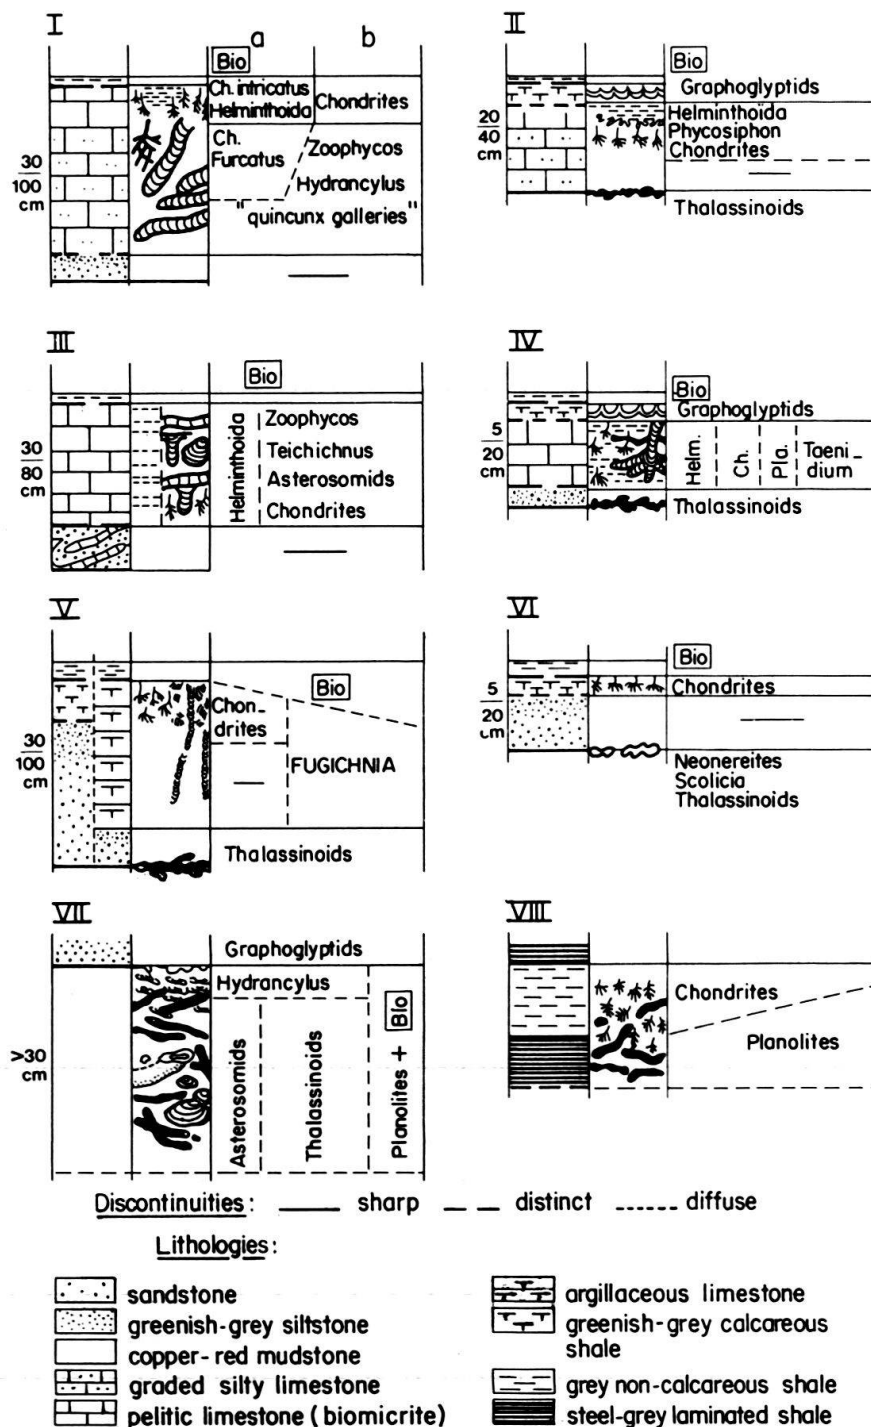 I
a
b
Bio
Ch. intricatus
Helminthoida
Chondrites
Ch.
Furcatus
Zoophycos
Hydrancylus
"quincunx galleries"
30
100
cm
II
Bio
Graphoglyptids
20
40
cm
Helminthoida
Phycosiphon
Chondrites
Thalassinoids
III
Bio
30
80
cm
Helminthoida
Zoophycos
Teichichnus
Asterosomids
Chondrites
IV
Bio
Graphoglyptids
5
20
cm
Helm.
Ch.
Pla.
Taeni_
dium
Thalassinoids
V
Bio
Chon_
drites
30
100
cm
FUGICHNIA
Thalassinoids
VI
Bio
5
20
cm
Chondrites
Neonereites
Scolicia
Thalassinoids
VII
Graphoglyptids
Hydrancylus
>30
cm
Asterosomids
Thalassinoids
Planolites + Bio
VIII
Chondrites
Planolites
Discontinuities: sharp distinct diffuse
Lithologies:
sandstone
greenish-grey siltstone
copper-red mudstone
graded silty limestone
pelitic limestone (biomicrite)
argillaceous limestone
greenish-grey calcareous
shale
grey non-calcareous shale
steel-grey laminated shale